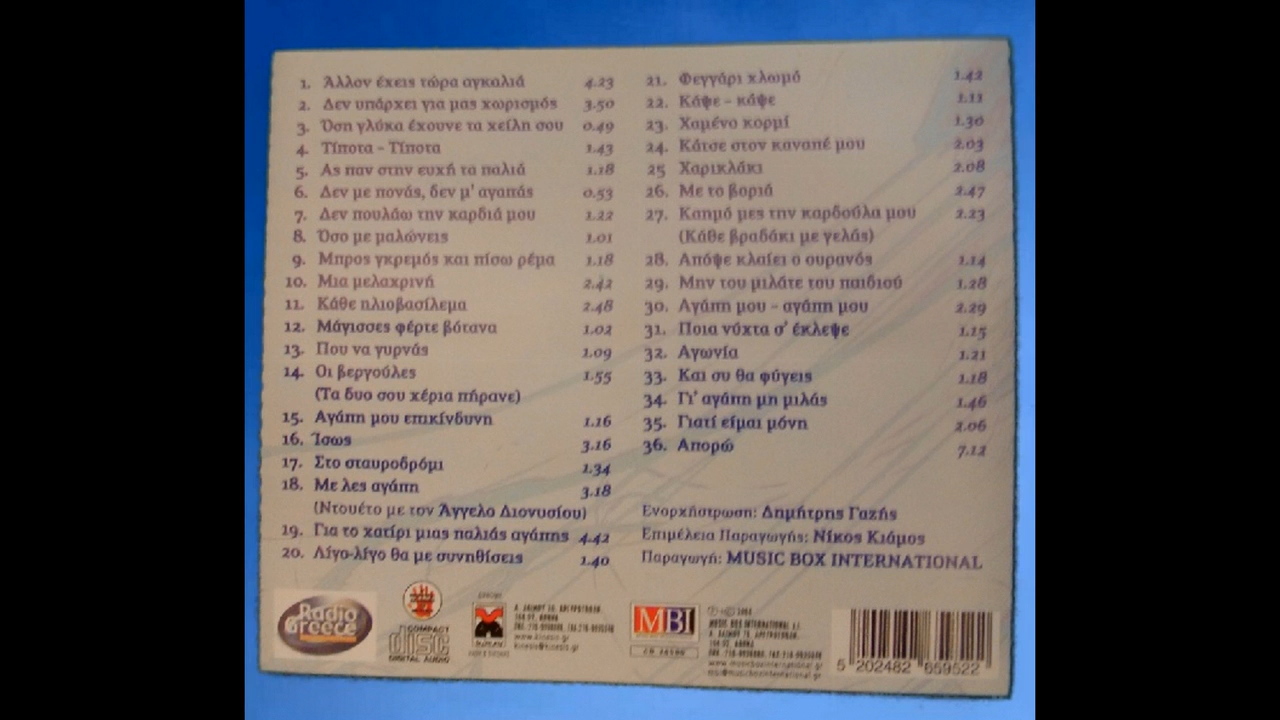 1. Άλλον έχεις τώρα αγκαλιά 4.23
2. Δεν υπάρχει για μας χωρισμός 3.50
3. Όση γλύκα έχουνε τα χείλη σου 0.49
4. Τίποτα - Τίποτα 1.43
5. Ας παν στην ευχή τα παλιά 1.18
6. Δεν με πονάς, δεν μ' αγαπάς 0.53
7. Δεν πουλάω την καρδιά μου 1.22
8. Όσο με μαλώνεις 1.01
9. Μπρος γκρεμός και πίσω ρέμα 1.18
10. Μια μελαχρινή 2.42
11. Κάθε ηλιοβασίλεμα 2.48
12. Μάγισσες φέρτε βότανα 1.02
13. Που να γυρνάς 1.09
14. Οι βεργούλες 1.55
(Τα δυο σου χέρια πήρανε)
15. Αγάπη μου επικίνδυνη 1.16
16. Ίσως 3.16
17. Στο σταυροδρόμι 1.34
18. Με λες αγάπη 3.18
(Ντουέτο με τον Άγγελο Διονυσίου)
19. Για το χατίρι μιας παλιάς αγάπης 4.42
20. Λίγο-λίγο θα με συνηθίσεις 1.40
21. Φεγγάρι χλωμό 1.42
22. Κάψε - κάψε 1.11
23. Χαμένο κορμί 1.30
24. Κάτσε στον καναπέ μου 2.03
25 Χαρικλάκι 2.08
26. Με το βοριά 2.47
27. Καημό μες την καρδούλα μου 2.23
(Κάθε βραδάκι με γελάς)
28. Απόψε κλαίει ο ουρανός 1.14
29. Μην του μιλάτε του παιδιού 1.28
30. Αγάπη μου - αγάπη μου 2.29
31. Ποια νύχτα σ' έκλεψε 1.15
32. Αγωνία 1.21
33. Και συ θα φύγεις 1.18
34. Γι' αγάπη μη μιλάς 1.46
35. Γιατί είμαι μόνη 2.06
36. Απορώ 7.12
Ενορχήστρωση: Δημήτρης Γαζής
Επιμέλεια Παραγωγής: Νίκος Κιάμος
Παραγωγή: MUSIC BOX INTERNATIONAL
Radio Greece
COMPACT
disc
DIGITAL AUDIO
www.kinesis.gr
MBI
www.musicboxinternational.gr
5 202482 659522